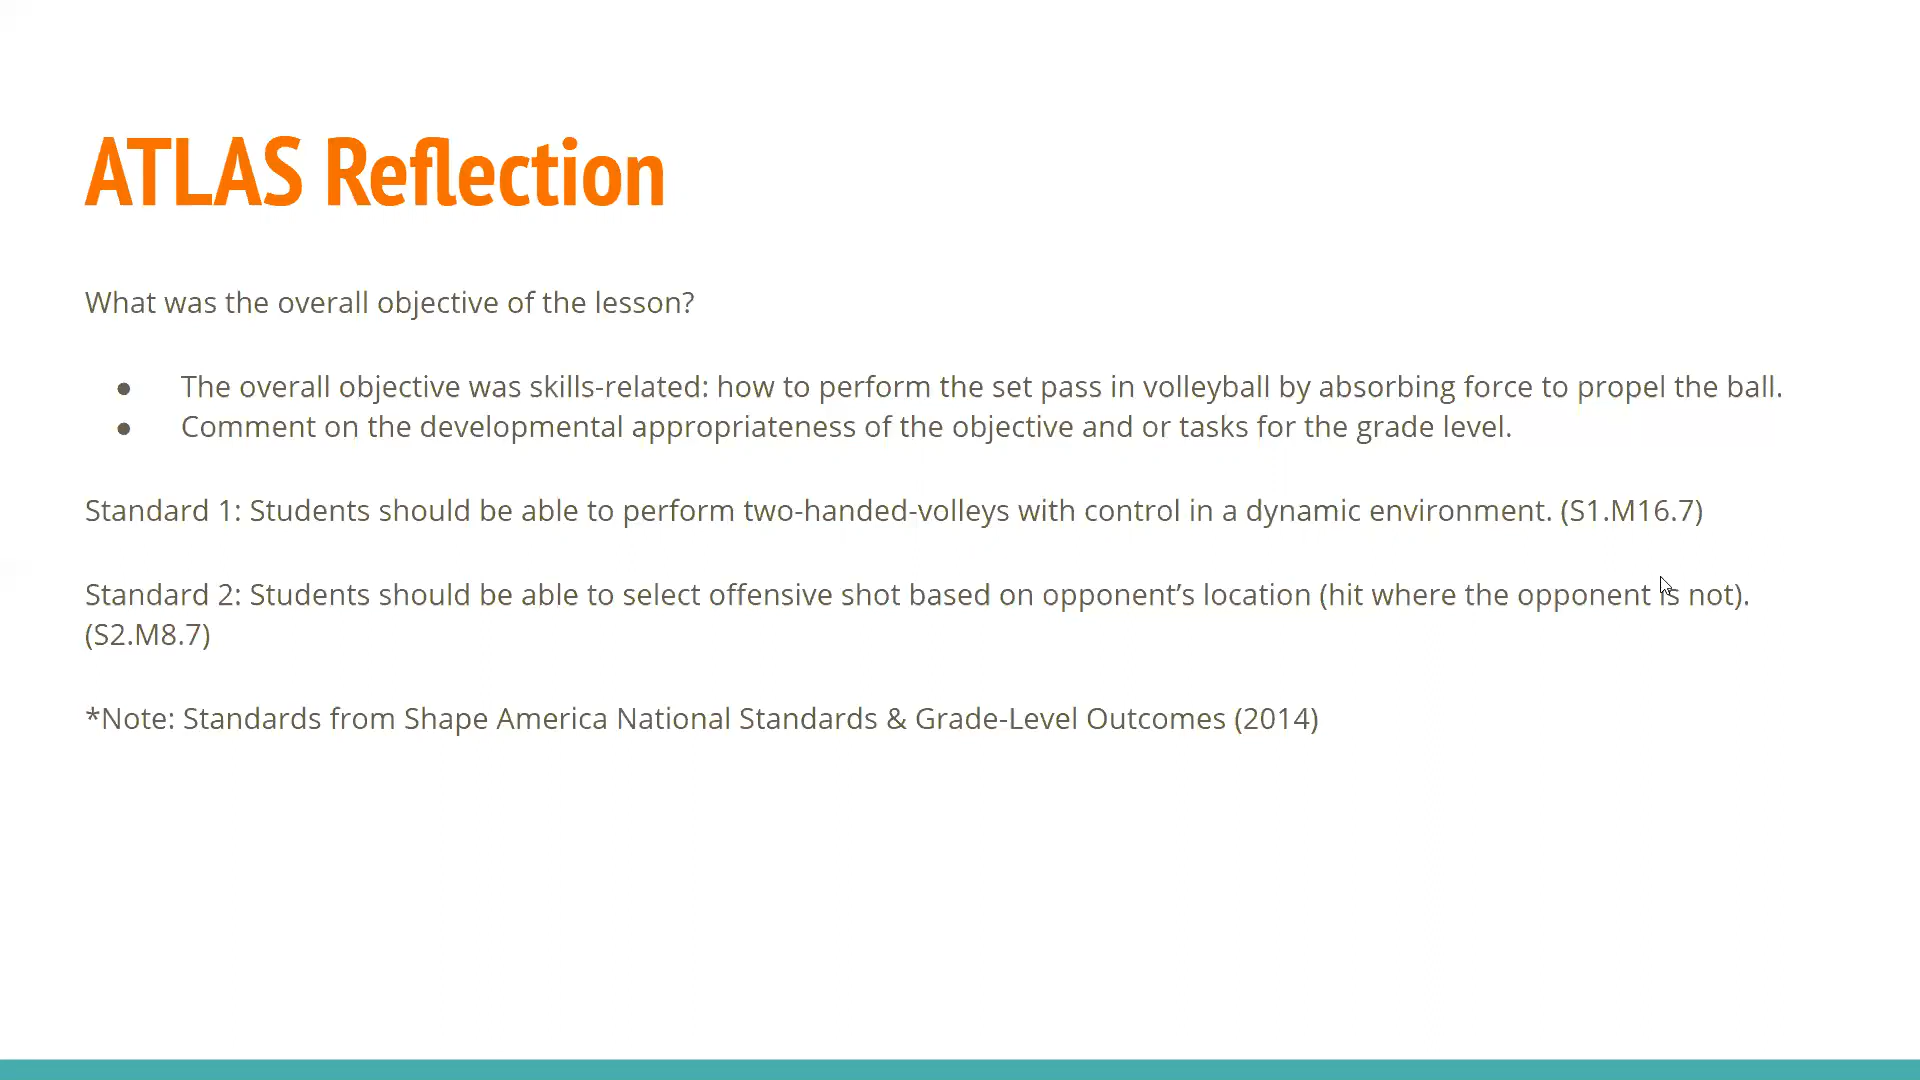 ATLAS Reflection
What was the overall objective of the lesson?
● The overall objective was skills-related: how to perform the set pass in volleyball by absorbing force to propel the ball.
● Comment on the developmental appropriateness of the objective and or tasks for the grade level.
Standard 1: Students should be able to perform two-handed-volleys with control in a dynamic environment. (S1.M16.7)
Standard 2: Students should be able to select offensive shot based on opponent’s location (hit where the opponent is not).
(S2.M8.7)
*Note: Standards from Shape America National Standards & Grade-Level Outcomes (2014)